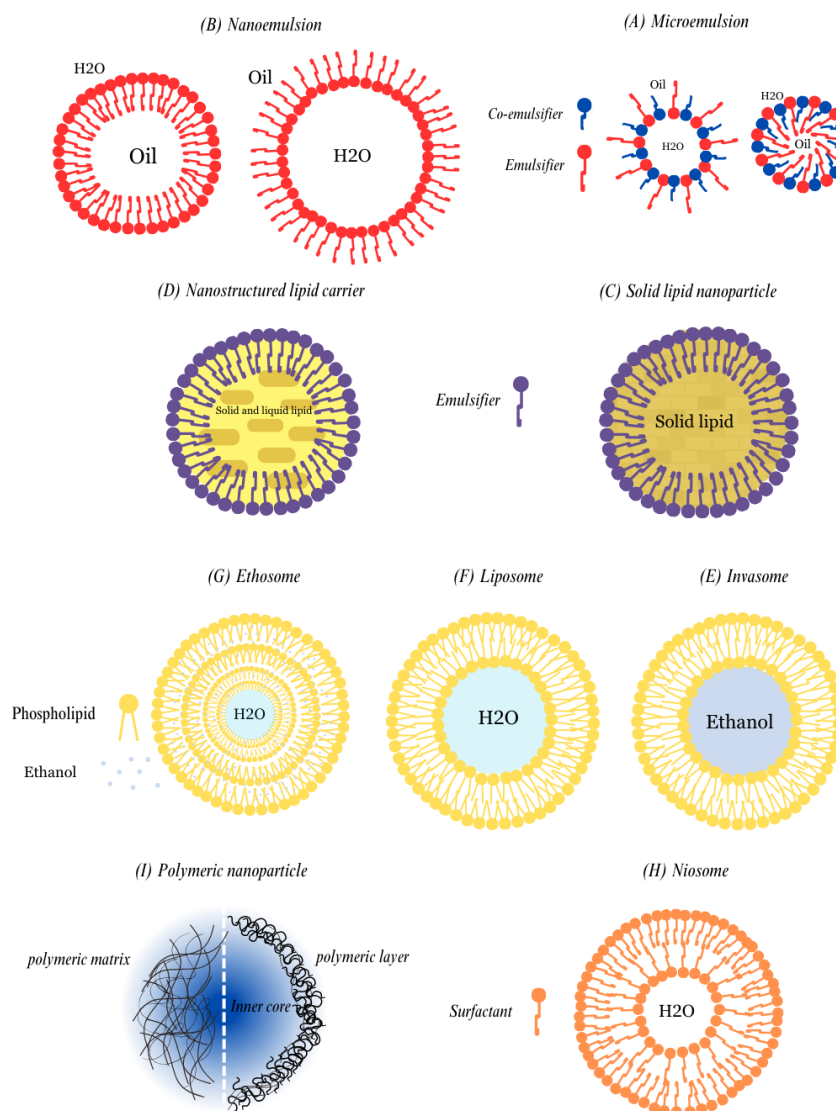 (B) Nanoemulsion
(A) Microemulsion
H2O
Oil
Oil
H2O
Co-emulsifier
Emulsifier
Oil
H2O
H2O
Oil
(D) Nanostructured lipid carrier
(C) Solid lipid nanoparticle
Solid and liquid lipid
Emulsifier
Solid lipid
(G) Ethosome
(F) Liposome
(E) Invasome
Phospholipid
Ethanol
H2O
H2O
Ethanol
(I) Polymeric nanoparticle
(H) Niosome
polymeric matrix
polymeric layer
Inner core
Surfactant
H2O